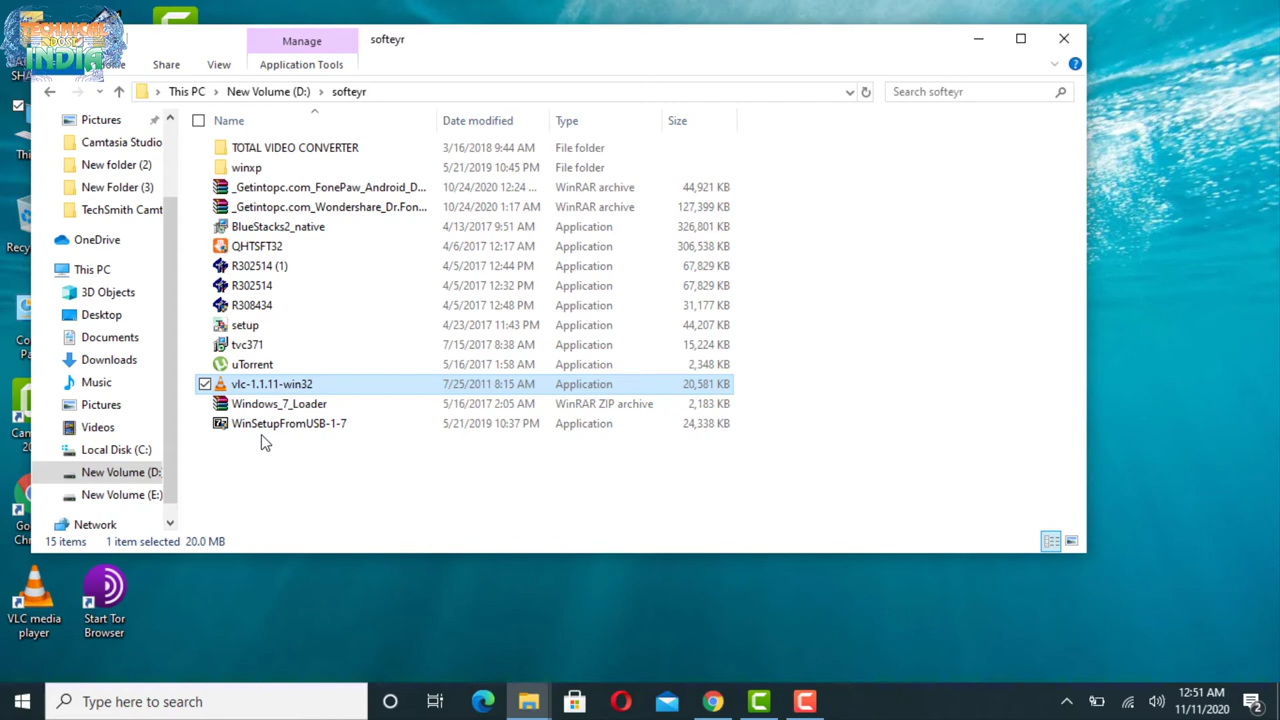 TECHNICAL
DOST
INDIA
Manage
softeyr
Share
View
Application Tools
This PC
New Volume (D:)
softeyr
Search softeyr
Name
Date modified
Type
Size
Pictures
Camtasia Studio
New folder (2)
New Folder (3)
TechSmith Camt
OneDrive
This PC
3D Objects
Desktop
Documents
Downloads
Music
Pictures
Videos
Local Disk (C:)
New Volume (D:
New Volume (E:)
Network
TOTAL VIDEO CONVERTER 3/16/2018 9:44 AM File folder
winxp 5/21/2019 10:45 PM File folder
_Getintopc.com_FonePaw_Android_D... 10/24/2020 12:24 ... WinRAR archive 44,921 KB
_Getintopc.com_Wondershare_Dr.Fon... 10/24/2020 1:17 AM WinRAR archive 127,399 KB
BlueStacks2_native 4/13/2017 9:51 AM Application 326,801 KB
QHTSFT32 4/6/2017 12:17 AM Application 306,538 KB
R302514 (1) 4/5/2017 12:44 PM Application 67,829 KB
R302514 4/5/2017 12:32 PM Application 67,829 KB
R308434 4/5/2017 12:48 PM Application 31,177 KB
setup 4/23/2017 11:43 PM Application 44,207 KB
tvc371 7/15/2017 8:38 AM Application 15,224 KB
uTorrent 5/16/2017 1:58 AM Application 2,348 KB
vlc-1.1.11-win32 7/25/2011 8:15 AM Application 20,581 KB
Windows_7_Loader 5/16/2017 2:05 AM WinRAR ZIP archive 2,183 KB
WinSetupFromUSB-1-7 5/21/2019 10:37 PM Application 24,338 KB
15 items 1 item selected 20.0 MB
VLC media
player
Start Tor
Browser
Type here to search
12:51 AM
11/11/2020
2